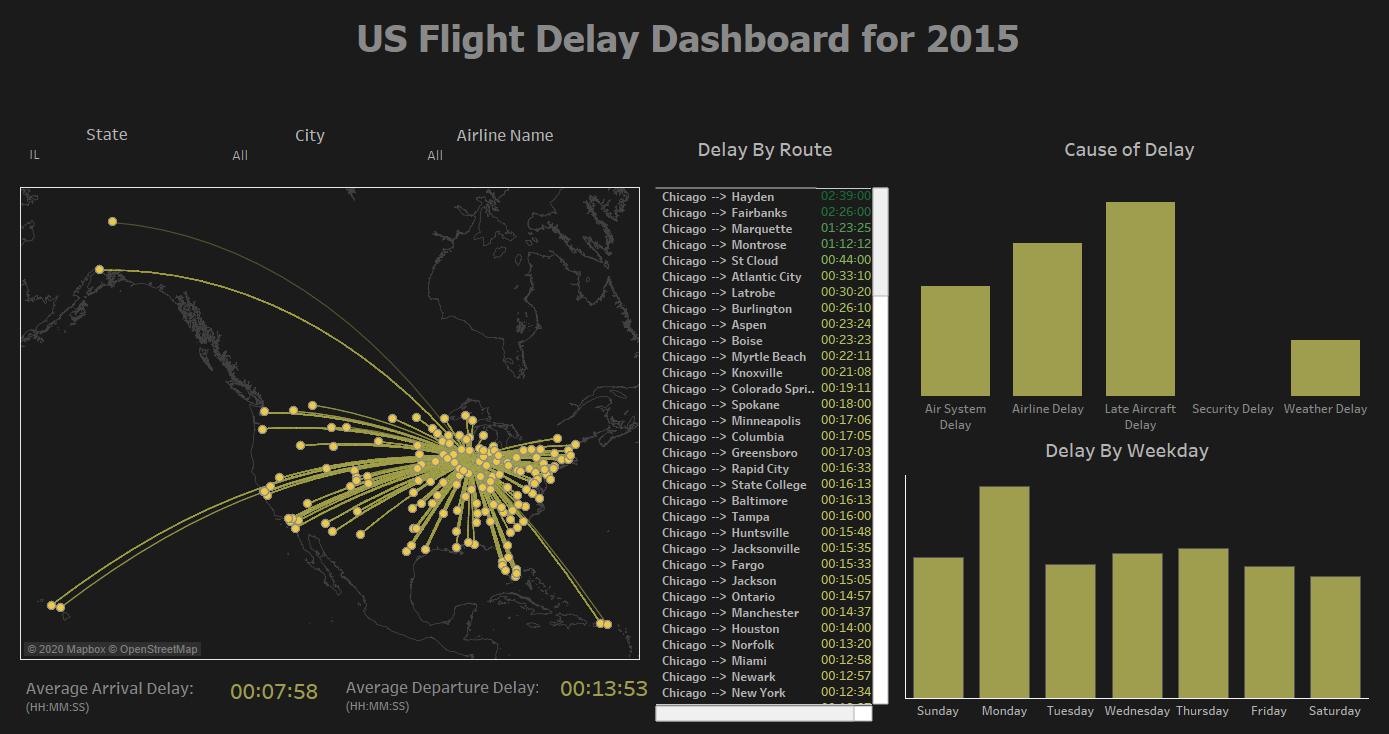 US Flight Delay Dashboard for 2015
State
City
Airline Name
IL
All
All
© 2020 Mapbox © OpenStreetMap
Average Arrival Delay:
(HH:MM:SS)
00:07:58
Average Departure Delay:
(HH:MM:SS)
00:13:53
Delay By Route
Chicago --> Hayden 02:39:00
Chicago --> Fairbanks 02:26:00
Chicago --> Marquette 01:23:25
Chicago --> Montrose 01:12:12
Chicago --> St Cloud 00:44:00
Chicago --> Atlantic City 00:33:10
Chicago --> Latrobe 00:30:20
Chicago --> Burlington 00:26:10
Chicago --> Aspen 00:23:24
Chicago --> Boise 00:23:23
Chicago --> Myrtle Beach 00:22:11
Chicago --> Knoxville 00:21:08
Chicago --> Colorado Spri.. 00:19:11
Chicago --> Spokane 00:18:00
Chicago --> Minneapolis 00:17:06
Chicago --> Columbia 00:17:05
Chicago --> Greensboro 00:17:03
Chicago --> Rapid City 00:16:33
Chicago --> State College 00:16:13
Chicago --> Baltimore 00:16:13
Chicago --> Tampa 00:16:00
Chicago --> Huntsville 00:15:48
Chicago --> Jacksonville 00:15:35
Chicago --> Fargo 00:15:33
Chicago --> Jackson 00:15:05
Chicago --> Ontario 00:14:57
Chicago --> Manchester 00:14:37
Chicago --> Houston 00:14:00
Chicago --> Norfolk 00:13:20
Chicago --> Miami 00:12:58
Chicago --> Newark 00:12:57
Chicago --> New York 00:12:34
Cause of Delay
Air System
Delay
Airline Delay
Late Aircraft
Delay
Security Delay
Weather Delay
Delay By Weekday
Sunday
Monday
Tuesday
Wednesday
Thursday
Friday
Saturday